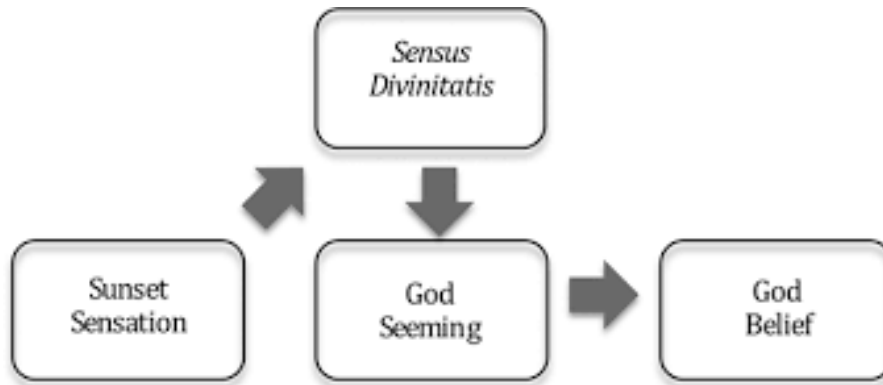 Sensus
Divinitatis
Sunset
Sensation
God
Seeming
God
Belief